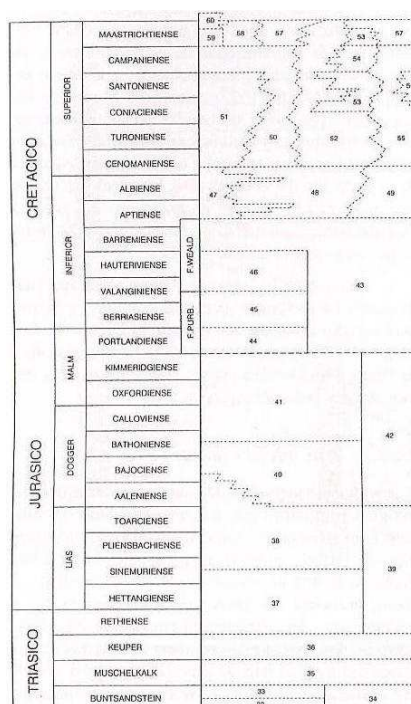 60
MAASTRICHTIENSE 59 58 57 53 57
CAMPANIENSE 54
SANTONIENSE
CONIACIENSE 51 53
TURONIENSE 50 52 55
CENOMANIENSE
SUPERIOR
ALBIENSE 47 48 49
APTIENSE
BARREMIENSE
HAUTERIVIENSE 46
VALANGINIENSE 43
BERRIASIENSE 45
INFERIOR
CRETACICO
F.WEALD
F.PURB.
PORTLANDIENSE 44
KIMMERIDGIENSE
OXFORDIENSE 41
MALM
CALLOVIENSE 42
BATHONIENSE
BAJOCIENSE 40
AALENIENSE
DOGGER
TOARCIENSE
PLIENSBACHIENSE 38
SINEMURIENSE 39
HETTANGIENSE 37
LIAS
JURASICO
RETHIENSE
KEUPER 36
MUSCHELKALK 35
BUNTSANDSTEIN 33 34
TRIASICO